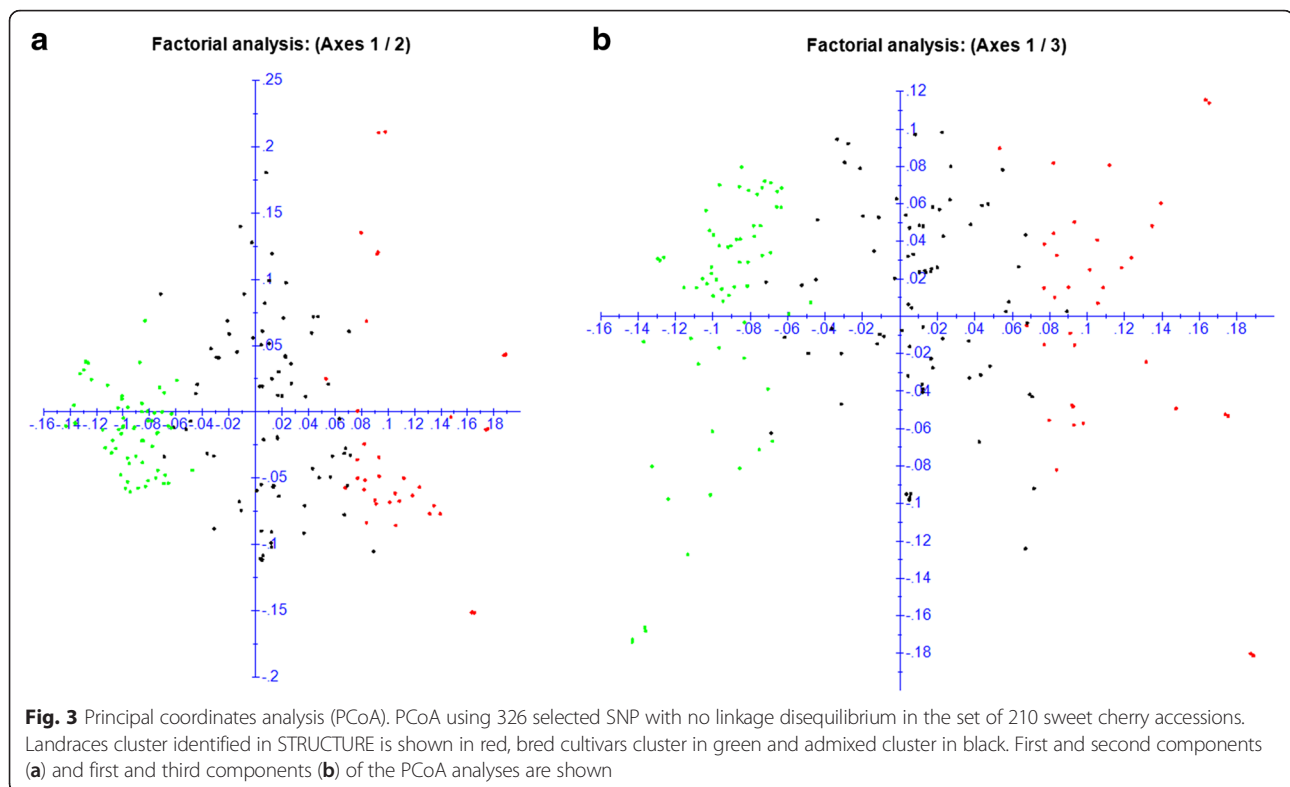 a
Factorial analysis: (Axes 1 / 2)
.25
.2
.15
.1
.05
-.16 -.14 -.12 -.1 -.08 -.06 -.04 -.02 .02 .04 .06 .08 .1 .12 .14 .16 .18
-.05
-.1
-.15
-.2
b
Factorial analysis: (Axes 1 / 3)
.12
.1
.08
.06
.04
.02
-.16 -.14 -.12 -.1 -.08 -.06 -.04 -.02 .02 .04 .06 .08 .1 .12 .14 .16 .18
-.02
-.04
-.06
-.08
-.1
-.12
-.14
-.16
-.18
Fig. 3 Principal coordinates analysis (PCoA). PCoA using 326 selected SNP with no linkage disequilibrium in the set of 210 sweet cherry accessions.
Landraces cluster identified in STRUCTURE is shown in red, bred cultivars cluster in green and admixed cluster in black. First and second components
(a) and first and third components (b) of the PCoA analyses are shown